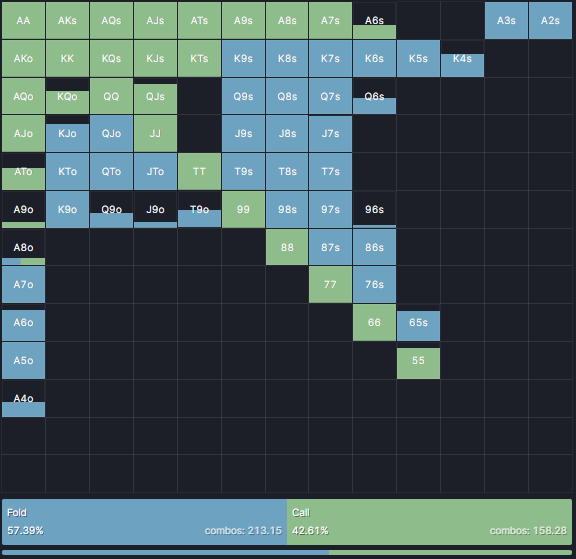 AA AKs AQs AJs ATs A9s A8s A7s A6s A3s A2s
AKo KK KQs KJs KTs K9s K8s K7s K6s K5s K4s
AQo KQo QQ QJs Q9s Q8s Q7s Q6s
AJo KJo QJo JJ J9s J8s J7s
ATo KTo QTo JTo TT T9s T8s T7s
A9o K9o Q9o J9o T9o 99 98s 97s 96s
A8o 88 87s 86s
A7o 77 76s
A6o 66 65s
A5o 55
A4o
Fold Call
57.39% combos: 213.15 42.61% combos: 158.28